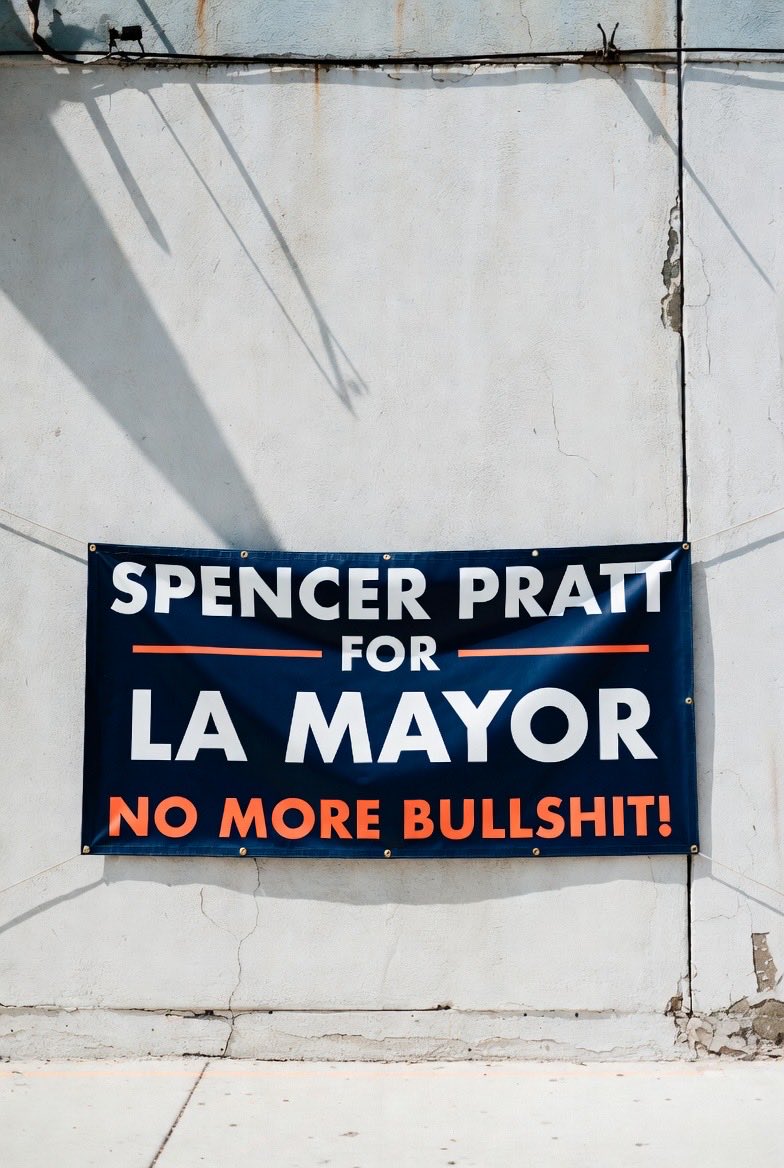 SPENCER PRATT
FOR
LA MAYOR
NO MORE BULLSHIT!